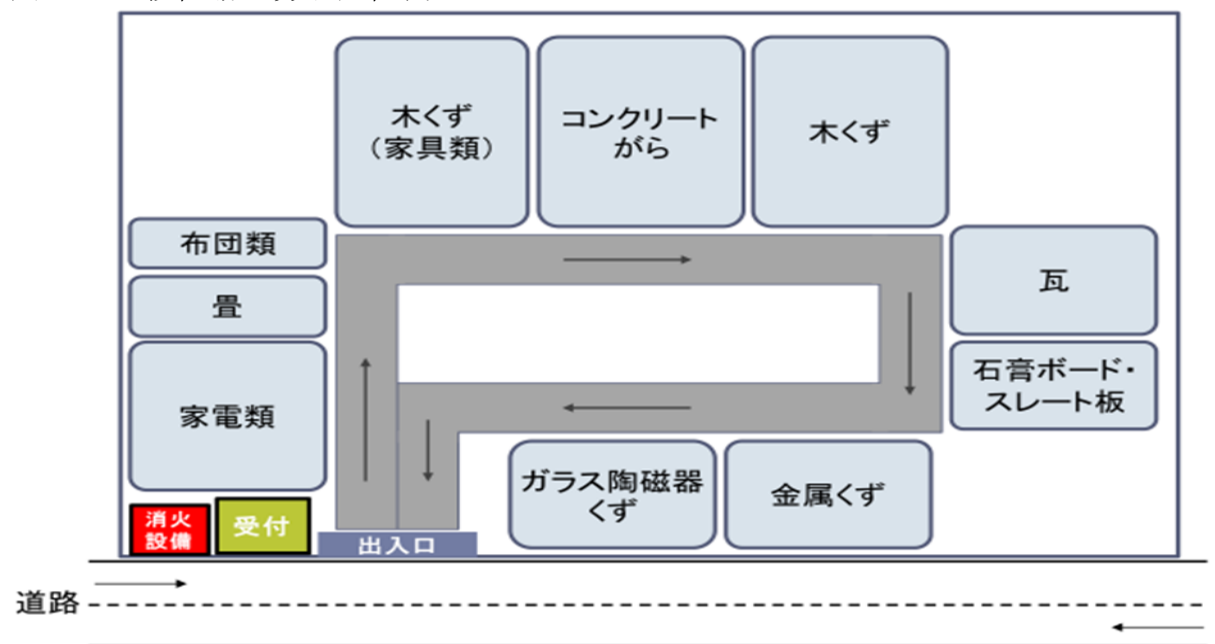 木くず
（家具類）
コンクリート
がら
木くず
布団類
畳
家電類
瓦
石膏ボード・
スレート板
ガラス陶磁器
くず
金属くず
消火
設備
受付
出入口
道路